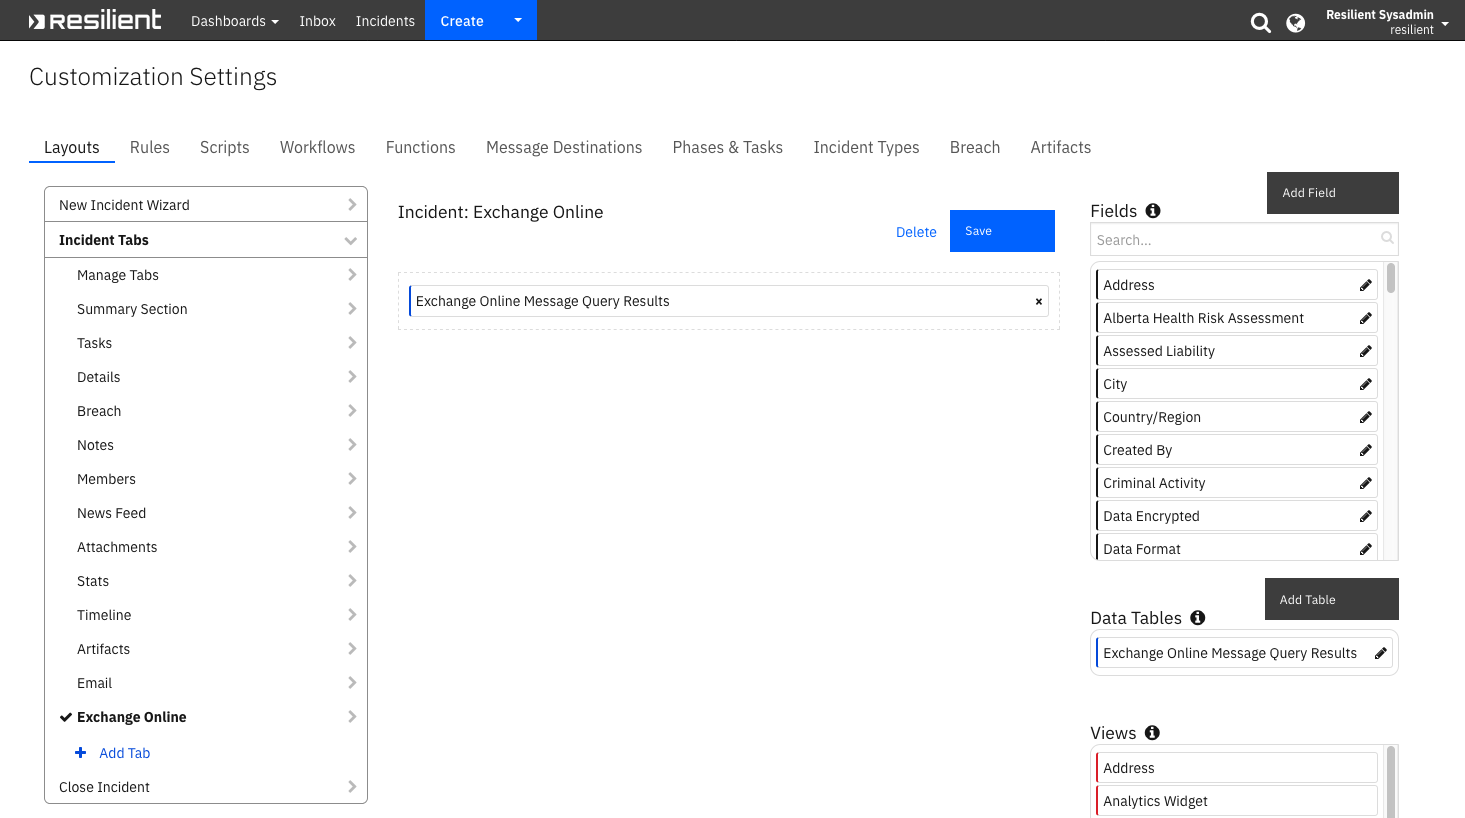 resilient Dashboards Inbox Incidents Create Resilient Sysadmin
resilient
Customization Settings
Layouts Rules Scripts Workflows Functions Message Destinations Phases & Tasks Incident Types Breach Artifacts
New Incident Wizard
Incident Tabs
Manage Tabs
Summary Section
Tasks
Details
Breach
Notes
Members
News Feed
Attachments
Stats
Timeline
Artifacts
Email
Exchange Online
Add Tab
Close Incident
Incident: Exchange Online
Delete Save
Exchange Online Message Query Results ×
Add Field
Fields
Search...
Address
Alberta Health Risk Assessment
Assessed Liability
City
Country/Region
Created By
Criminal Activity
Data Encrypted
Data Format
Add Table
Data Tables
Exchange Online Message Query Results
Views
Address
Analytics Widget